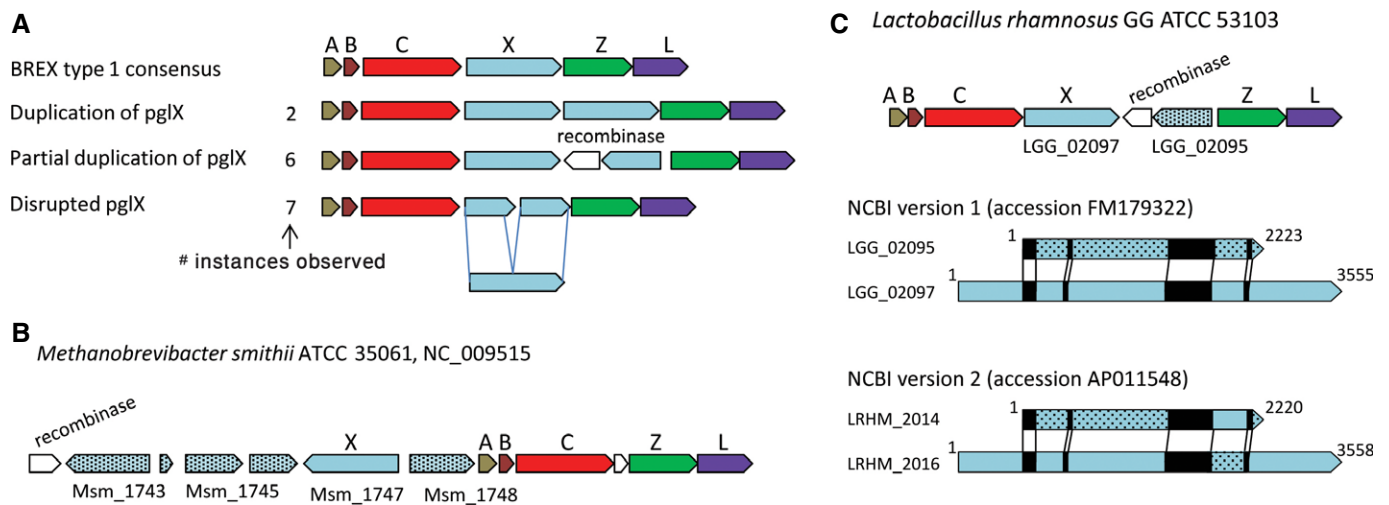 A
A B C X Z L
BREX type 1 consensus
Duplication of pglX 2
recombinase
Partial duplication of pglX 6
Disrupted pglX 7
# instances observed
B
Methanobrevibacter smithii ATCC 35061, NC_009515
recombinase
X A B C Z L
Msm_1743 Msm_1745 Msm_1747 Msm_1748
C
Lactobacillus rhamnosus GG ATCC 53103
recombinase
A B C X Z L
LGG_02097 LGG_02095
NCBI version 1 (accession FM179322)
1 2223
LGG_02095
1 3555
LGG_02097
NCBI version 2 (accession AP011548)
1 2220
LRHM_2014
1 3558
LRHM_2016